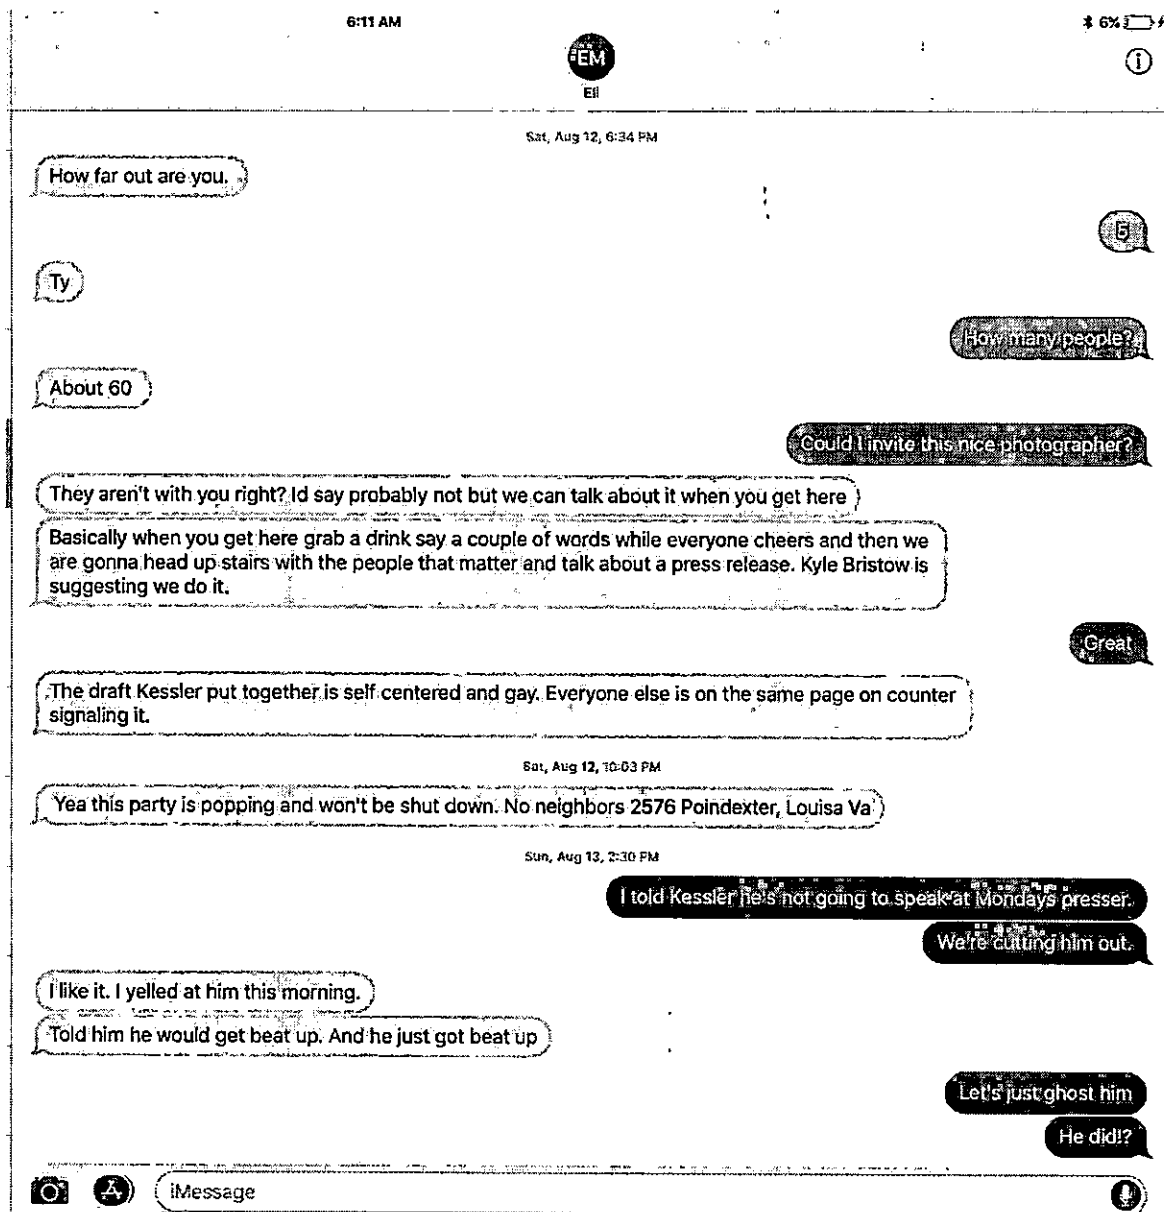 6:11 AM
6%
EM
Eli
Sat, Aug 12, 6:34 PM
How far out are you.
5
Ty
How many people?
About 60
Could I invite this nice photographer?
They aren't with you right? Id say probably not but we can talk about it when you get here
Basically when you get here grab a drink say a couple of words while everyone cheers and then we
are gonna head up stairs with the people that matter and talk about a press release. Kyle Bristow is
suggesting we do it.
Great
The draft Kessler put together is self centered and gay. Everyone else is on the same page on counter
signaling it.
Sat, Aug 12, 10:03 PM
Yea this party is popping and won't be shut down. No neighbors 2576 Poindexter, Louisa Va
Sun, Aug 13, 2:30 PM
I told Kessler he's not going to speak at Mondays presser.
We're cutting him out.
I like it. I yelled at him this morning.
Told him he would get beat up. And he just got beat up
Let's just ghost him
He did!?
iMessage